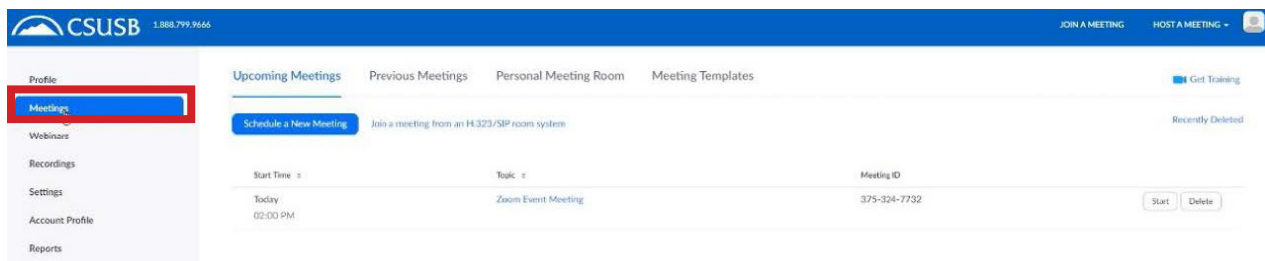 CSUSB 1.888.799.9666 JOIN A MEETING HOST A MEETING
Profile
Meetings
Webinars
Recordings
Settings
Account Profile
Reports
Upcoming Meetings Previous Meetings Personal Meeting Room Meeting Templates Get Training
Schedule a New Meeting Join a meeting from an H.323/SIP room system Recently Deleted
Start Time Topic Meeting ID
Today Zoom Event Meeting 375-324-7732 Start Delete
02:00 PM